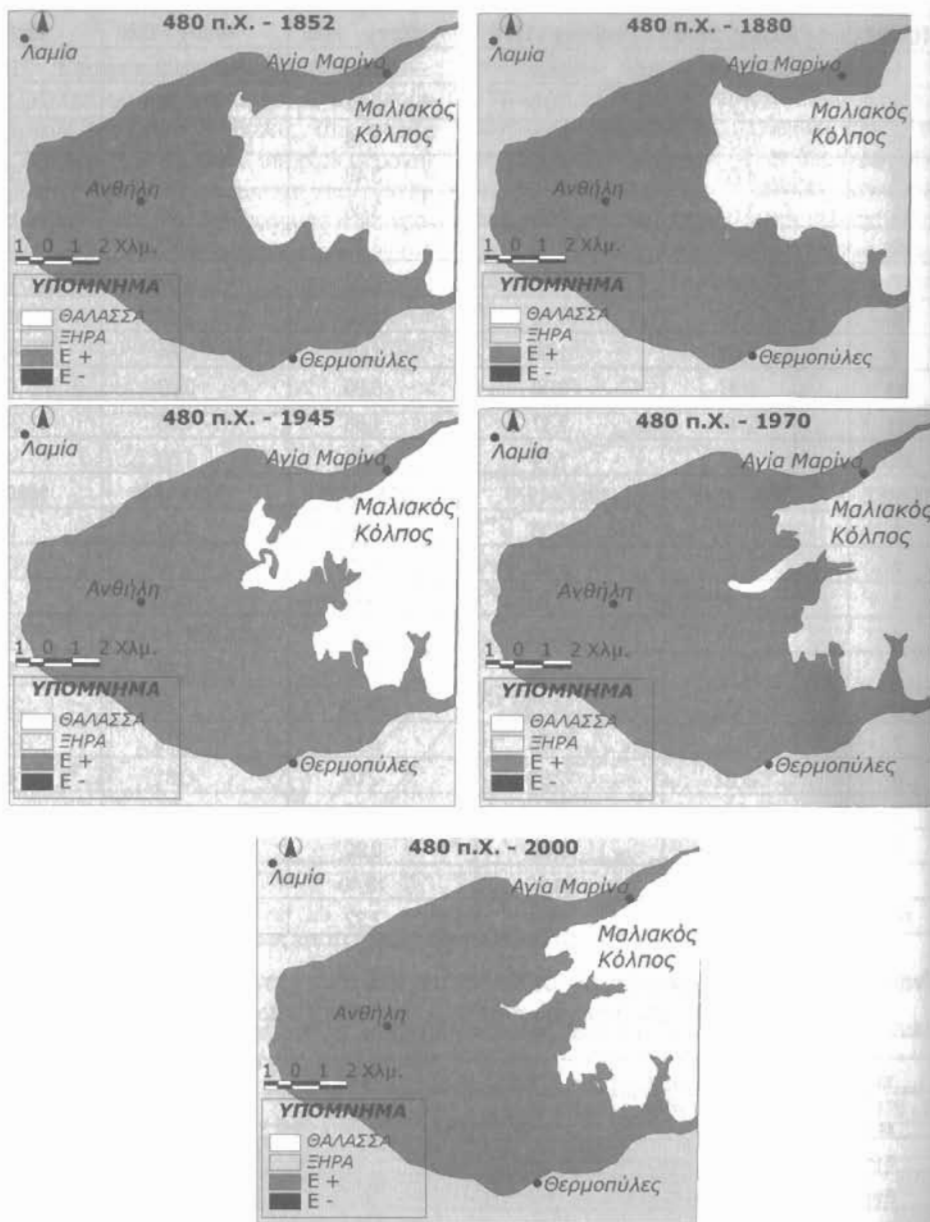 480 π.Χ. - 1852
Λαμία
Αγία Μαρίνα
Μαλιακός
Κόλπος
Ανθήλη
1 0 1 2 Χλμ.
ΥΠΟΜΝΗΜΑ
ΘΑΛΑΣΣΑ
ΞΗΡΑ
Ε +
Ε -
Θερμοπύλες
480 π.Χ. - 1880
Λαμία
Αγία Μαρίνα
Μαλιακός
Κόλπος
Ανθήλη
1 0 1 2 Χλμ.
ΥΠΟΜΝΗΜΑ
ΘΑΛΑΣΣΑ
ΞΗΡΑ
Ε +
Ε -
Θερμοπύλες
480 π.Χ. - 1945
Λαμία
Αγία Μαρίνα
Μαλιακός
Κόλπος
Ανθήλη
1 0 1 2 Χλμ.
ΥΠΟΜΝΗΜΑ
ΘΑΛΑΣΣΑ
ΞΗΡΑ
Ε +
Ε -
Θερμοπύλες
480 π.Χ. - 1970
Λαμία
Αγία Μαρίνα
Μαλιακός
Κόλπος
Ανθήλη
1 0 1 2 Χλμ.
ΥΠΟΜΝΗΜΑ
ΘΑΛΑΣΣΑ
ΞΗΡΑ
Ε +
Ε -
Θερμοπύλες
480 π.Χ. - 2000
Λαμία
Αγία Μαρίνα
Μαλιακός
Κόλπος
Ανθήλη
1 0 1 2 Χλμ.
ΥΠΟΜΝΗΜΑ
ΘΑΛΑΣΣΑ
ΞΗΡΑ
Ε +
Ε -
Θερμοπύλες